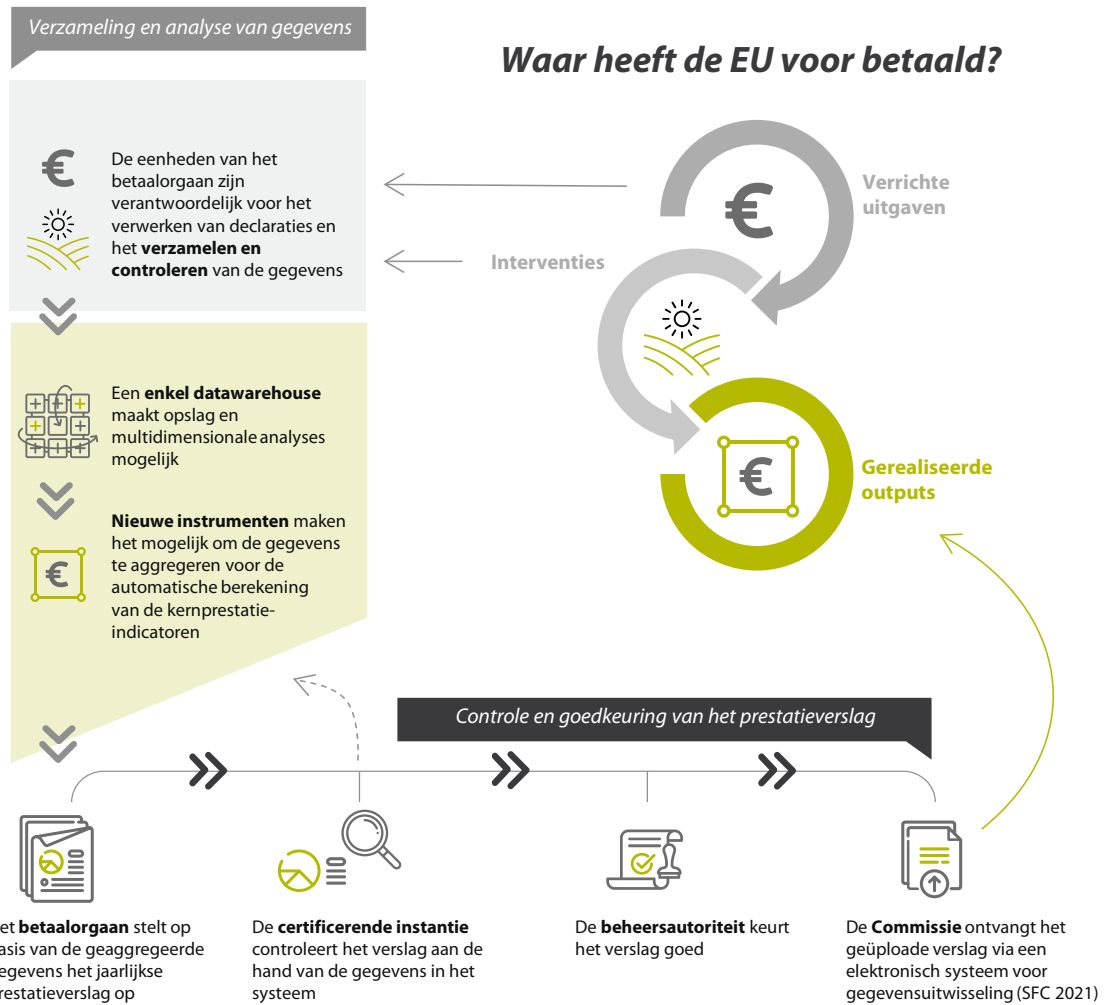 Verzameling en analyse van gegevens
Waar heeft de EU voor betaald?
De eenheden van het
betaalorgaan zijn
verantwoordelijk voor het
verwerken van declaraties en
het verzamelen en
controleren van de gegevens
Verrichte
uitgaven
Interventies
Een enkel datawarehouse
maakt opslag en
multidimensionale analyses
mogelijk
Gerealiseerde
outputs
Nieuwe instrumenten maken
het mogelijk om de gegevens
te aggregeren voor de
automatische berekening
van de kernprestatie-
indicatoren
Controle en goedkeuring van het prestatieverslag
et betaalorgaan stelt op
asis van de geaggregeerde
egevens het jaarlijkse
restatieverslag op
De certificerende instantie
controleert het verslag aan de
hand van de gegevens in het
systeem
De beheersautoriteit keurt
het verslag goed
De Commissie ontvangt het
geüploade verslag via een
elektronisch systeem voor
gegevensuitwisseling (SFC 2021)